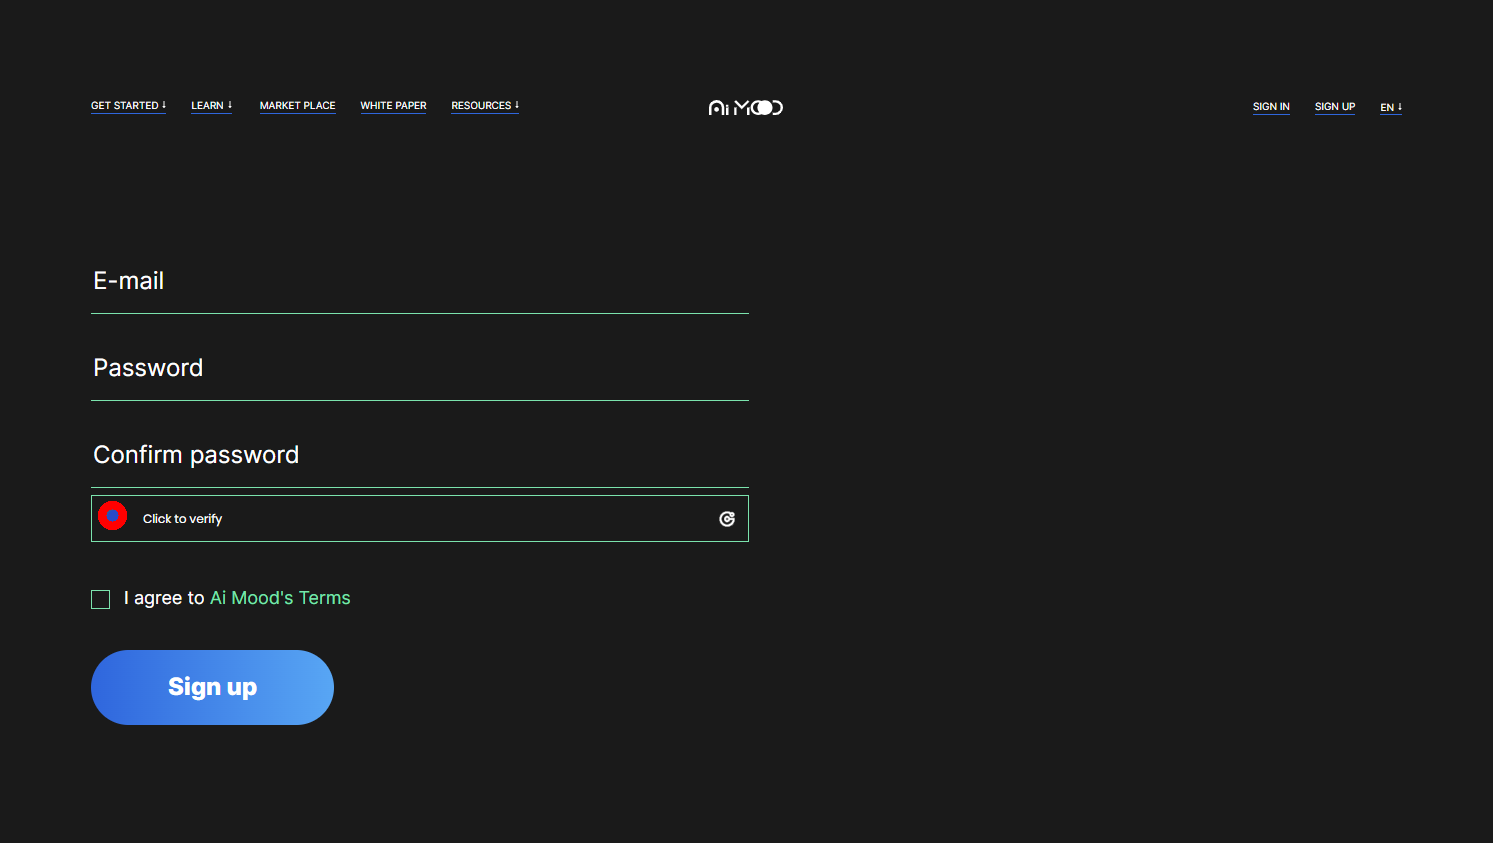 GET STARTED ↓ LEARN ↓ MARKET PLACE WHITE PAPER RESOURCES ↓ Ai MOOD SIGN IN SIGN UP EN ↓
E-mail
Password
Confirm password
Click to verify
I agree to Ai Mood's Terms
Sign up